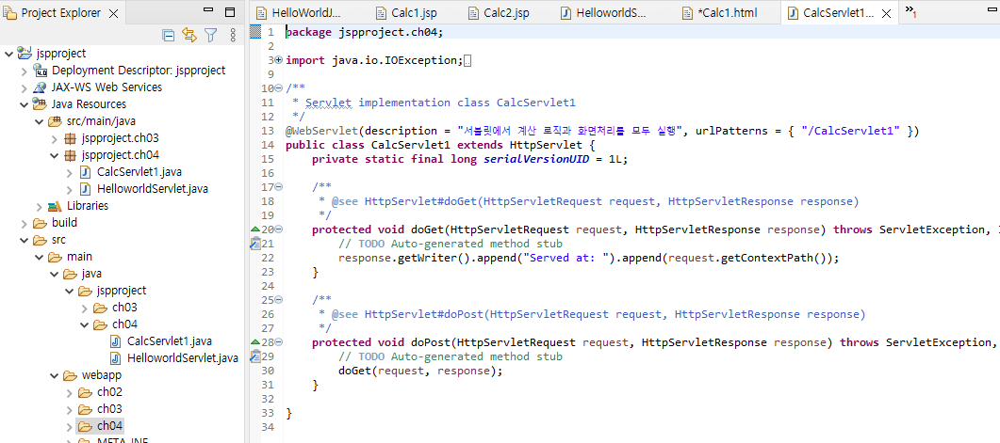 Project Explorer
jspproject
Deployment Descriptor: jspproject
JAX-WS Web Services
Java Resources
src/main/java
jspproject.ch03
jspproject.ch04
CalcServlet1.java
HelloworldServlet.java
Libraries
build
src
main
java
jspproject
ch03
ch04
CalcServlet1.java
HelloworldServlet.java
webapp
ch02
ch03
ch04
META-INF
HelloWorldJ... Calc1.jsp Calc2.jsp HelloworldS... *Calc1.html CalcServlet1... »1
1 package jspproject.ch04;
2
3 import java.io.IOException;
9
10 /**
11 * Servlet implementation class CalcServlet1
12 */
13 @WebServlet(description = "서블릿에서 계산 로직과 화면처리를 모두 실행", urlPatterns = { "/CalcServlet1" })
14 public class CalcServlet1 extends HttpServlet {
15 private static final long serialVersionUID = 1L;
16
17 /**
18 * @see HttpServlet#doGet(HttpServletRequest request, HttpServletResponse response)
19 */
20 protected void doGet(HttpServletRequest request, HttpServletResponse response) throws ServletException, I
21 // TODO Auto-generated method stub
22 response.getWriter().append("Served at: ").append(request.getContextPath());
23 }
24
25 /**
26 * @see HttpServlet#doPost(HttpServletRequest request, HttpServletResponse response)
27 */
28 protected void doPost(HttpServletRequest request, HttpServletResponse response) throws ServletException,
29 // TODO Auto-generated method stub
30 doGet(request, response);
31 }
32
33 }
34